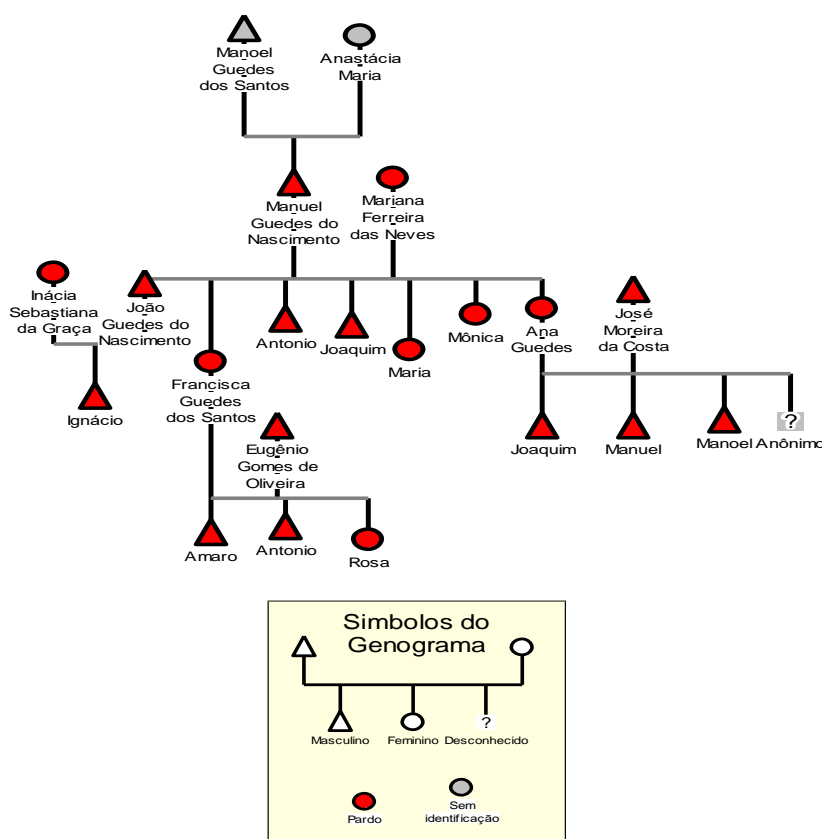 Manoel
Guedes
dos Santos
Anastácia
Maria
Manuel
Guedes do
Nascimento
Mariana
Ferreira
das Neves
Inácia
Sebastiana
da Graça
João
Guedes do
Nascimento
Antonio
Joaquim
Maria
Mônica
Ana
Guedes
José
Moreira
da Costa
Ignácio
Francisca
Guedes
dos Santos
Joaquim
Manuel
Manoel
?
Anônimo
Eugênio
Gomes de
Oliveira
Amaro
Antonio
Rosa
Simbolos do
Genograma
Masculino
Feminino
?
Desconhecido
Pardo
Sem
identificação